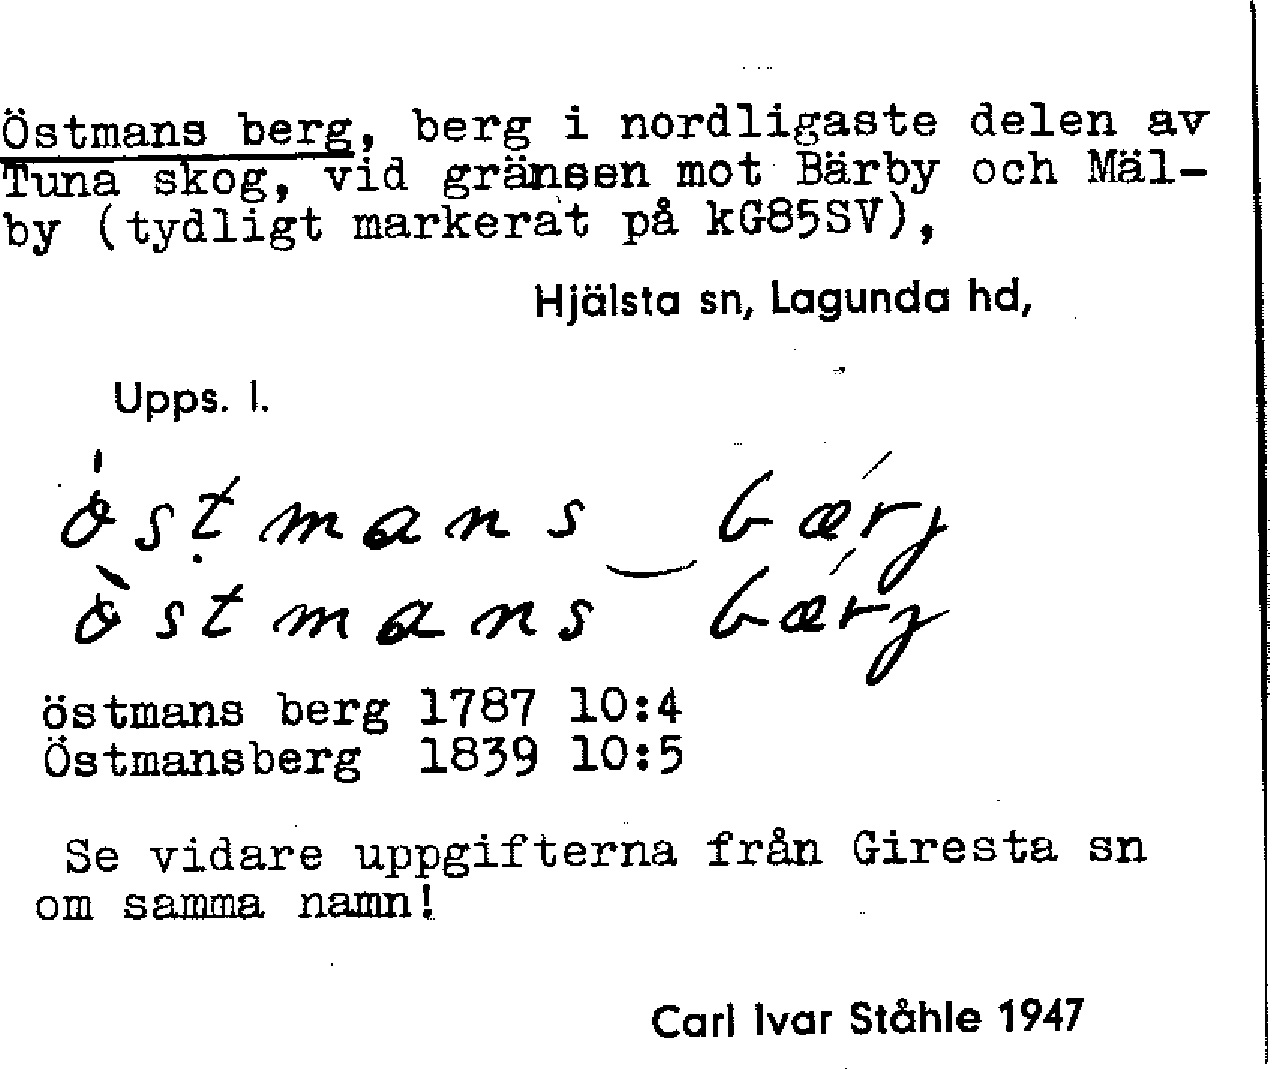 Östmans berg, berg i nordligaste delen av
Tuna skog, vid gränsen mot Bärby och Mäl-
by (tydligt markerat på kG85SV),
Hjälsta sn, Lagunda hd,
Upps. l.
östmans bærj
östmans bærj
östmans berg 1787 10:4
Östmansberg 1839 10:5
Se vidare uppgifterna från Giresta sn
om samma namn!
Carl Ivar Ståhle 1947